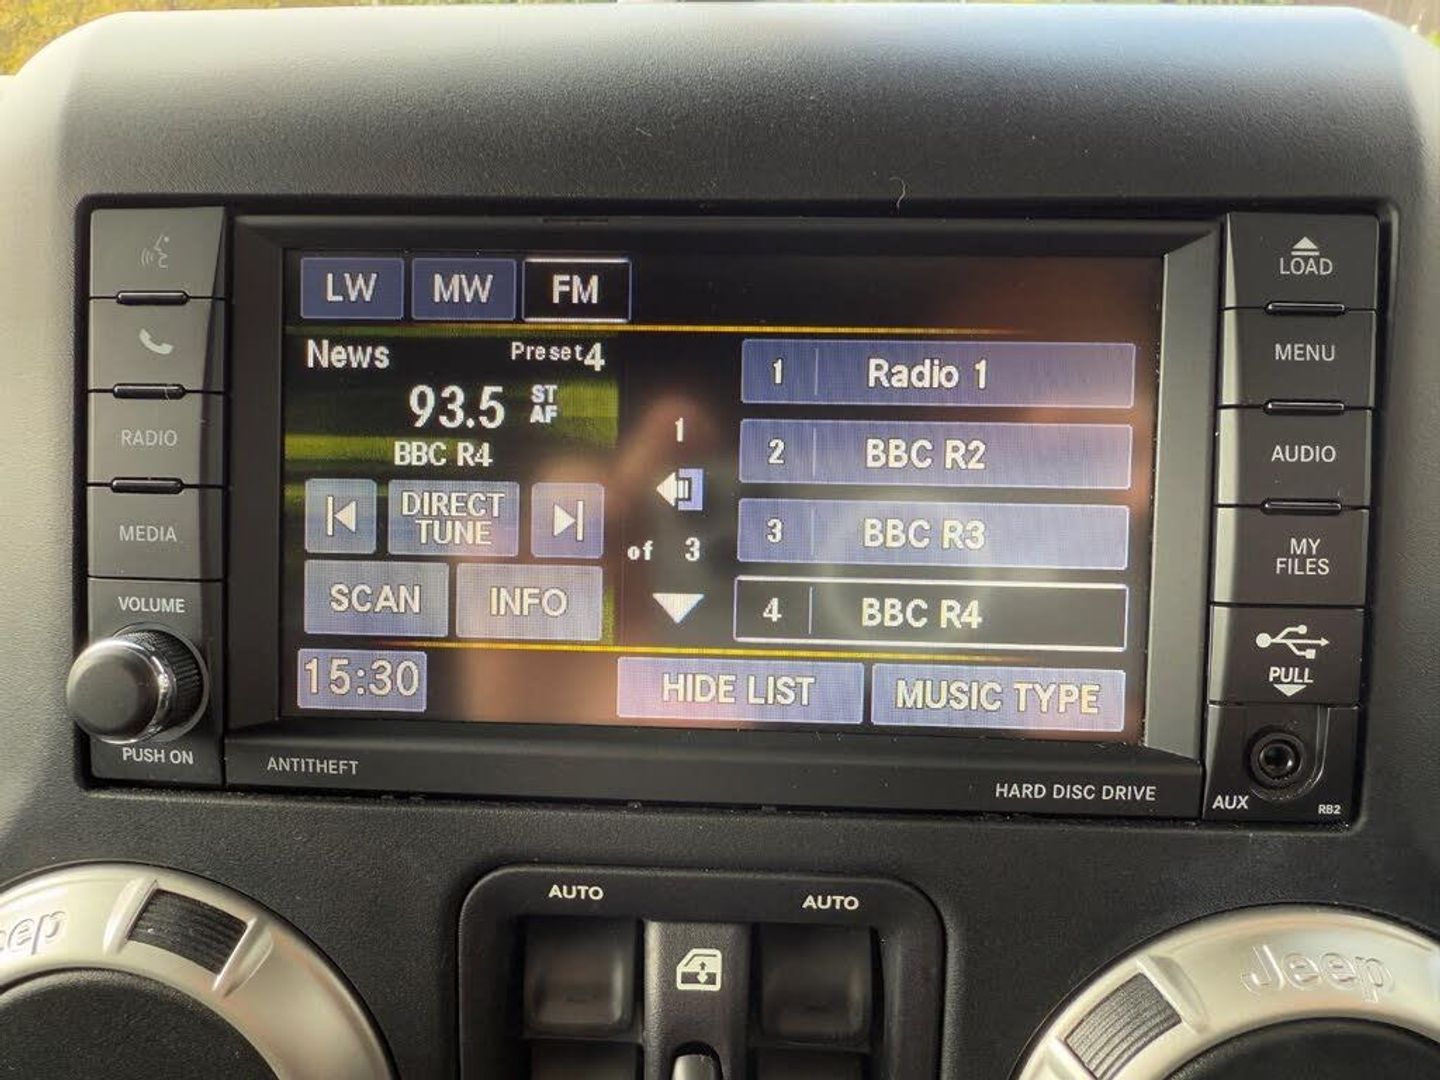 LW MW FM
News Preset4
93.5 ST AF
BBC R4
DIRECT TUNE
SCAN INFO
15:30
1
of 3
1 Radio 1
2 BBC R2
3 BBC R3
4 BBC R4
HIDE LIST MUSIC TYPE
RADIO
MEDIA
VOLUME
PUSH ON
LOAD
MENU
AUDIO
MY
FILES
PULL
AUX
RB2
ANTITHEFT
HARD DISC DRIVE
AUTO AUTO
eep
Jeep